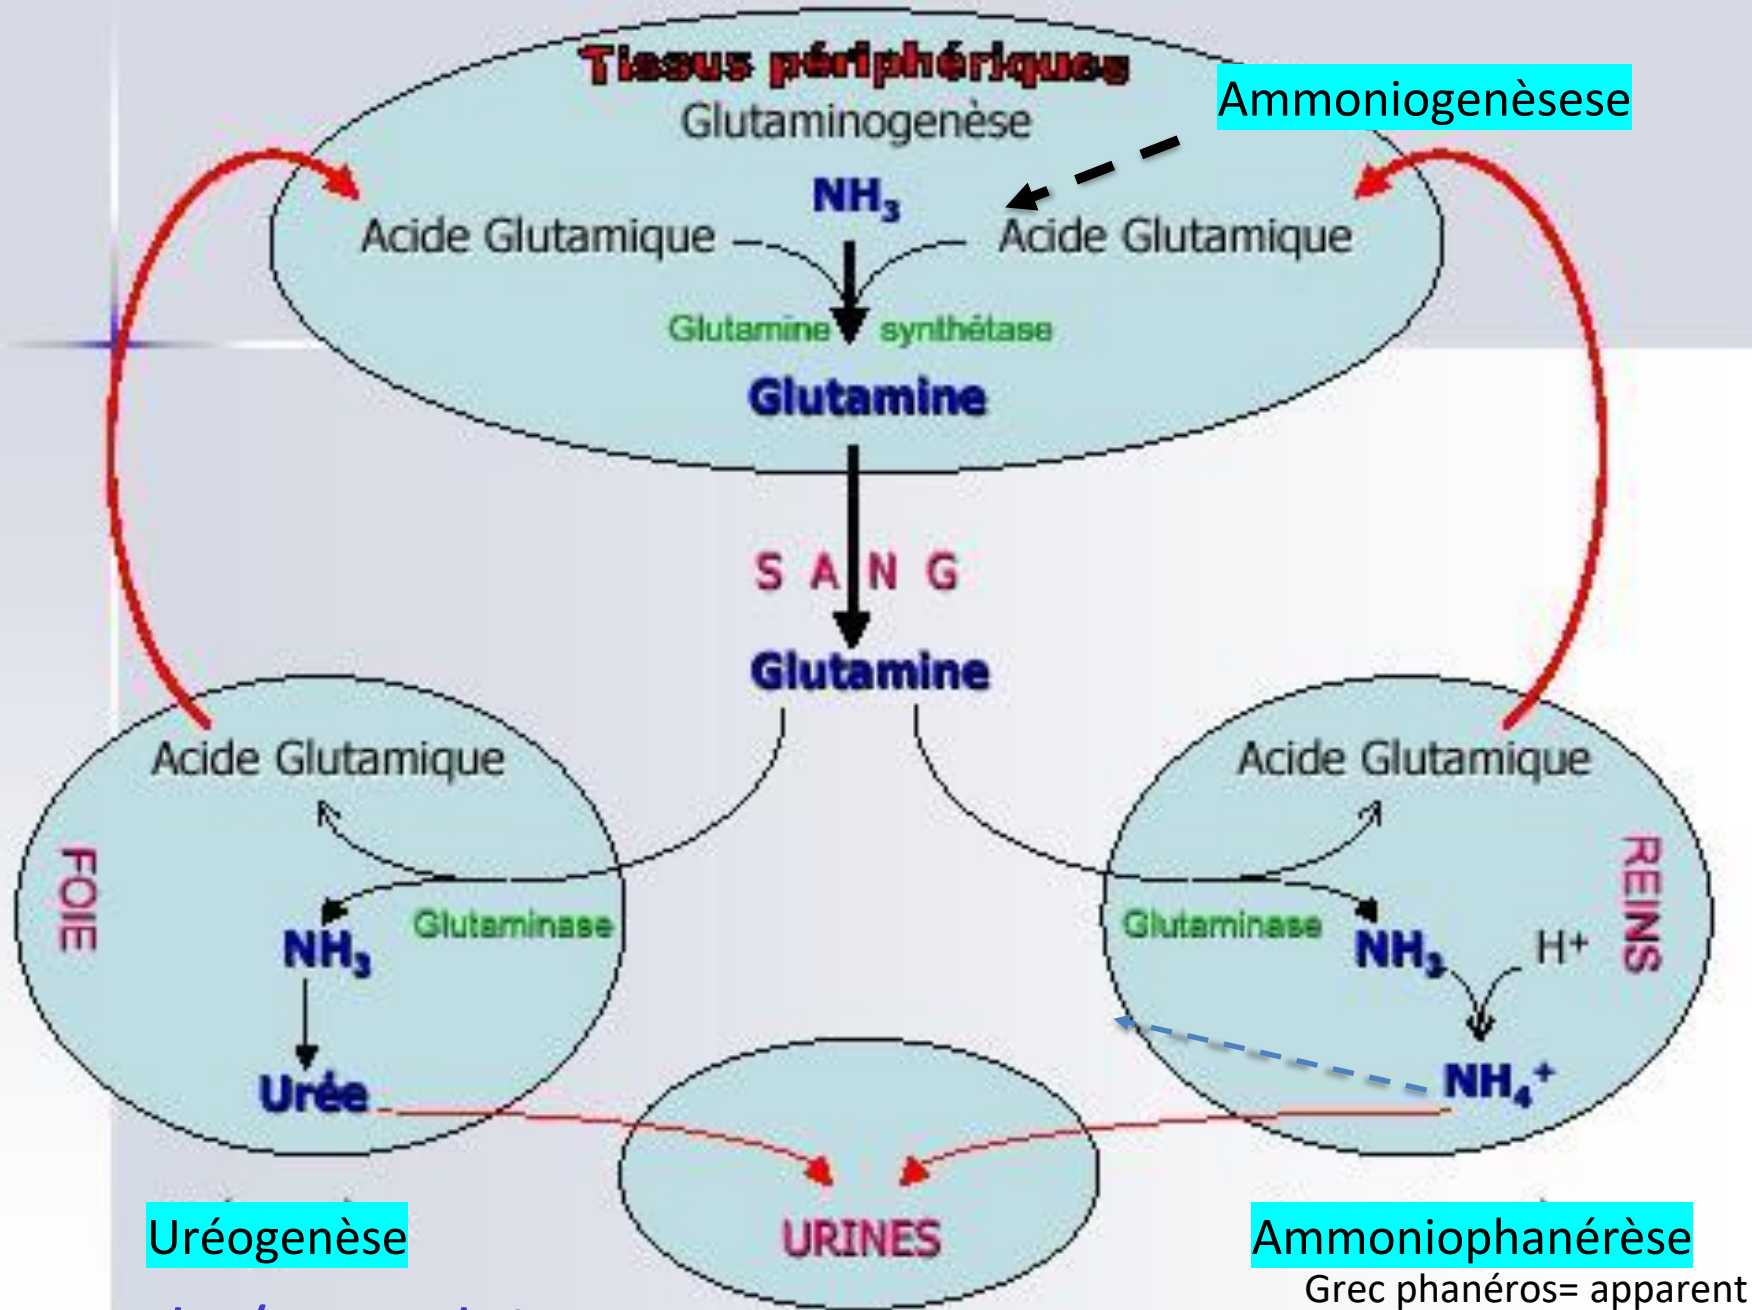 Tissus périphériques
Ammoniogenèsese
Glutaminogenèse
NH₃
Acide Glutamique
Acide Glutamique
Glutamine synthétase
Glutamine
SANG
Glutamine
Acide Glutamique
Acide Glutamique
FOIE
REINS
Glutaminase
Glutaminase
NH₃
NH₃
H⁺
Urée
NH₄⁺
Uréogenèse
URINES
Ammoniophanérèse
Grec phanéros= apparent